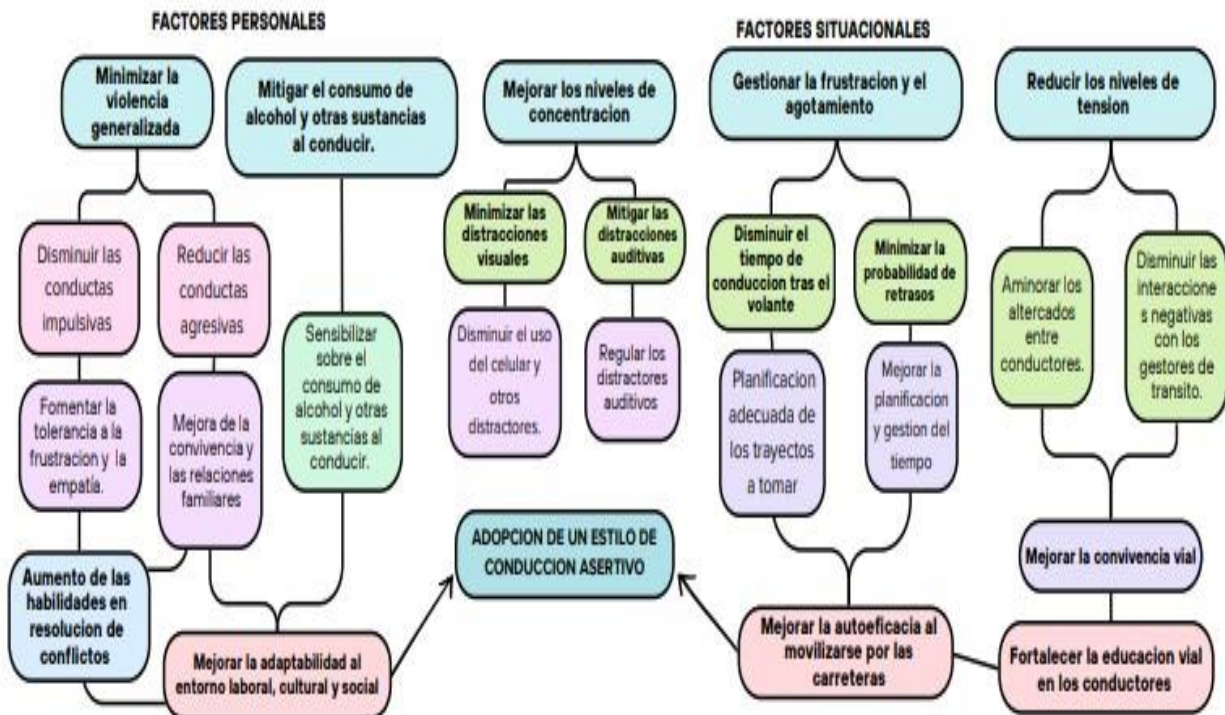 FACTORES PERSONALES
FACTORES SITUACIONALES
Minimizar la
violencia
generalizada
Mitigar el consumo de
alcohol y otras sustancias
al conducir.
Mejorar los niveles de
concentracion
Gestionar la frustracion y el
agotamiento
Reducir los niveles de
tension
Disminuir las
conductas
impulsivas
Reducir las
conductas
agresivas
Minimizar las
distracciones
visuales
Mitigar las
distracciones
auditivas
Disminuir el
tiempo de
conduccion tras el
volante
Minimizar la
probabilidad de
retrasos
Aminorar los
altercados
entre
conductores.
Disminuir las
interaccione
s negativas
con los
gestores de
transito.
Fomentar la
tolerancia a la
frustracion y la
empatía.
Mejora de la
convivencia y
las relaciones
familiares
Sensibilizar
sobre el
consumo de
alcohol y otras
sustancias al
conducir.
Disminuir el uso
del celular y
otros
distractores.
Regular los
distractores
auditivos
Planificacion
adecuada de
los trayectos
a tomar
Mejorar la
planificacion
y gestion del
tiempo
Aumento de las
habilidades en
resolucion de
conflictos
ADOPCION DE UN ESTILO DE
CONDUCCION ASERTIVO
Mejorar la convivencia vial
Mejorar la adaptabilidad al
entorno laboral, cultural y social
Mejorar la autoeficacia al
movilizarse por las
carreteras
Fortalecer la educacion vial
en los conductores